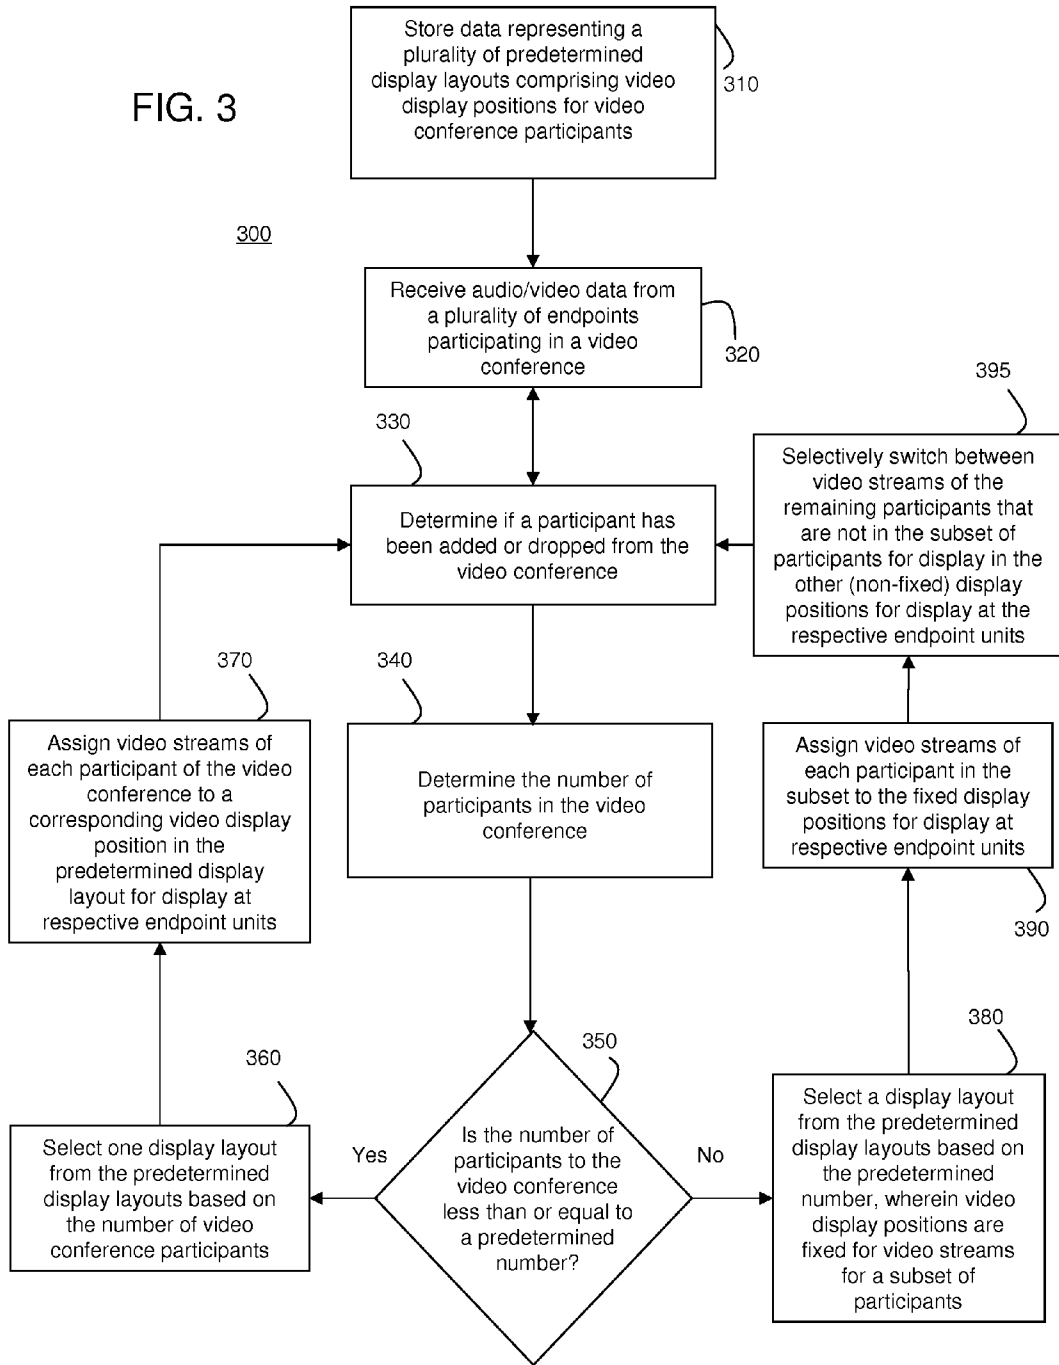 FIG. 3
300
Store data representing a
plurality of predetermined
display layouts comprising video
display positions for video
conference participants
310
Receive audio/video data from
a plurality of endpoints
participating in a video
conference
320
330
Determine if a participant has
been added or dropped from the
video conference
340
Determine the number of
participants in the video
conference
350
Is the number of
participants to the
video conference
less than or equal to
a predetermined
number?
Yes
No
360
Select one display layout
from the predetermined
display layouts based on
the number of video
conference participants
370
Assign video streams of
each participant of the video
conference to a
corresponding video display
position in the
predetermined display
layout for display at
respective endpoint units
380
Select a display layout
from the predetermined
display layouts based on
the predetermined
number, wherein video
display positions are
fixed for video streams
for a subset of
participants
390
Assign video streams of
each participant in the
subset to the fixed display
positions for display at
respective endpoint units
395
Selectively switch between
video streams of the
remaining participants that
are not in the subset of
participants for display in the
other (non-fixed) display
positions for display at the
respective endpoint units